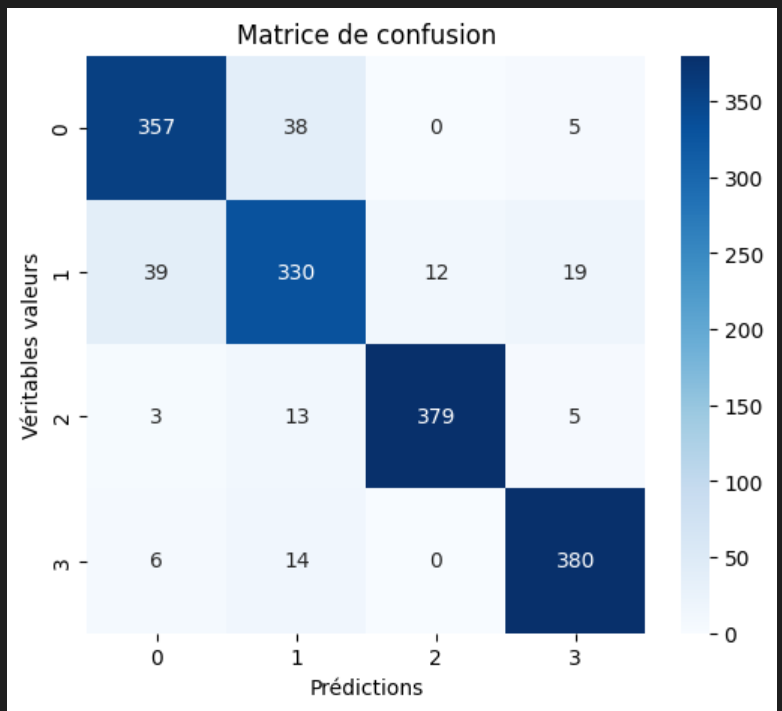 Matrice de confusion
0 357 38 0 5
1 39 330 12 19
2 3 13 379 5
3 6 14 0 380
0 1 2 3
Véritables valeurs
Prédictions
350
300
250
200
150
100
50
0